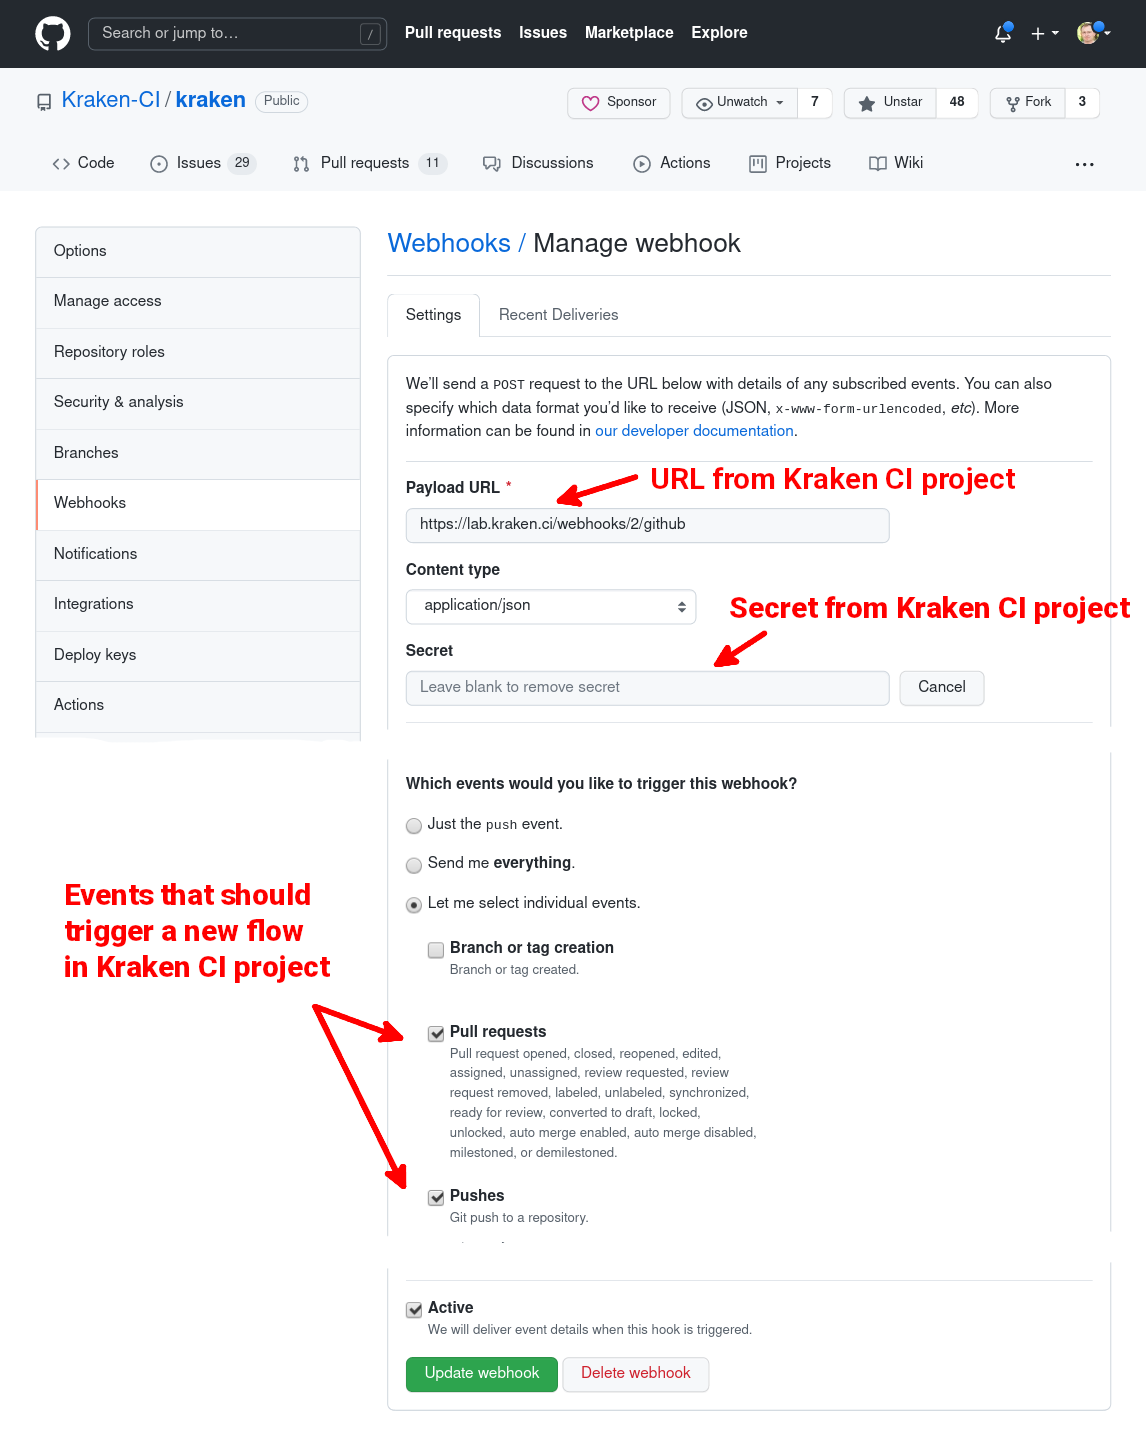 Search or jump to… /
Pull requests Issues Marketplace Explore
Kraken-CI / kraken Public
Sponsor Unwatch 7 Unstar 48 Fork 3
Code Issues 29 Pull requests 11 Discussions Actions Projects Wiki
Options
Manage access
Repository roles
Security & analysis
Branches
Webhooks
Notifications
Integrations
Deploy keys
Actions
Webhooks / Manage webhook
Settings Recent Deliveries
We’ll send a POST request to the URL below with details of any subscribed events. You can also
specify which data format you’d like to receive (JSON, x-www-form-urlencoded, etc). More
information can be found in our developer documentation.
URL from Kraken CI project
Payload URL *
https://lab.kraken.ci/webhooks/2/github
Content type
application/json
Secret from Kraken CI project
Secret
Leave blank to remove secret Cancel
Which events would you like to trigger this webhook?
Just the push event.
Send me everything.
Let me select individual events.
Events that should
trigger a new flow
in Kraken CI project
Branch or tag creation
Branch or tag created.
Pull requests
Pull request opened, closed, reopened, edited,
assigned, unassigned, review requested, review
request removed, labeled, unlabeled, synchronized,
ready for review, converted to draft, locked,
unlocked, auto merge enabled, auto merge disabled,
milestoned, or demilestoned.
Pushes
Git push to a repository.
Active
We will deliver event details when this hook is triggered.
Update webhook Delete webhook